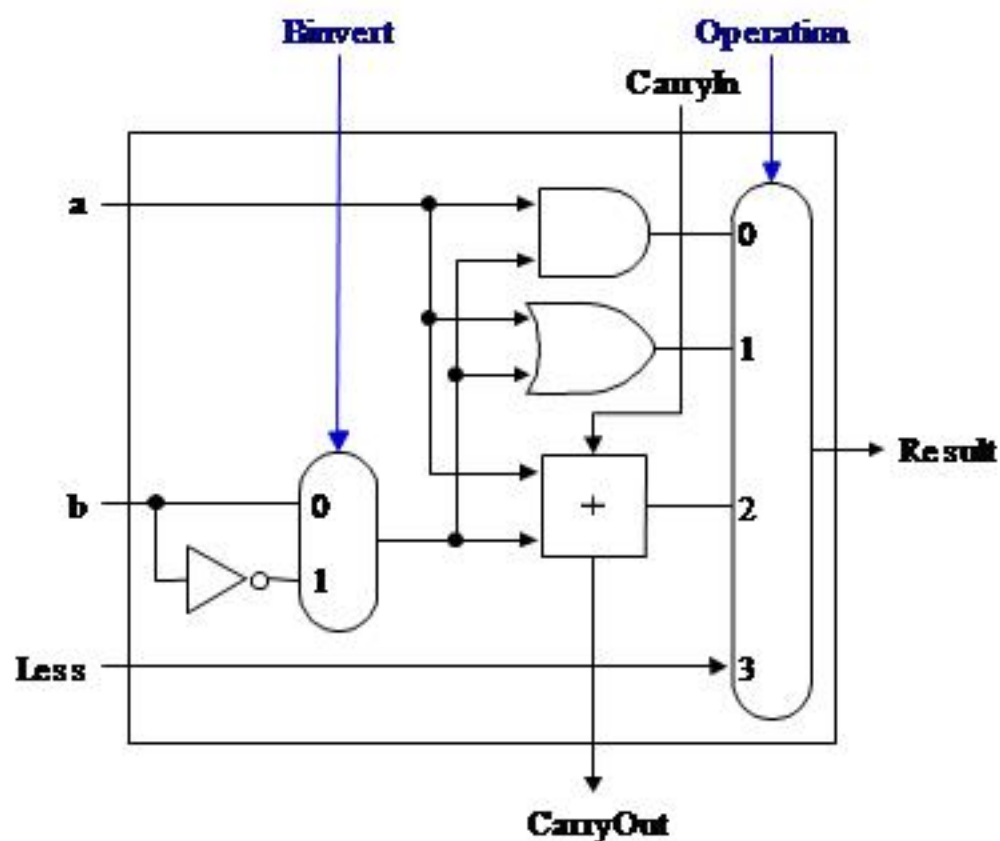 Binvert
Operation
CarryIn
a
0
1
b
0
+
2
Result
1
Less
3
CarryOut